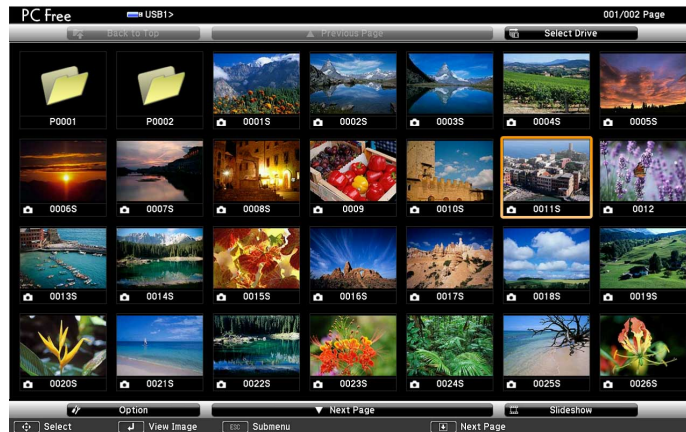 PC Free USB1> 001/002 Page
Back to Top ▲ Previous Page Select Drive
P0001 P0002 0001S 0002S 0003S 0004S 0005S
0006S 0007S 0008S 0009 0010S 0011S 0012
0013S 0014S 0015S 0016S 0017S 0018S 0019S
0020S 0021S 0022S 0023S 0024S 0025S 0026S
Option ▼ Next Page Slideshow
Select View Image ESC Submenu Next Page